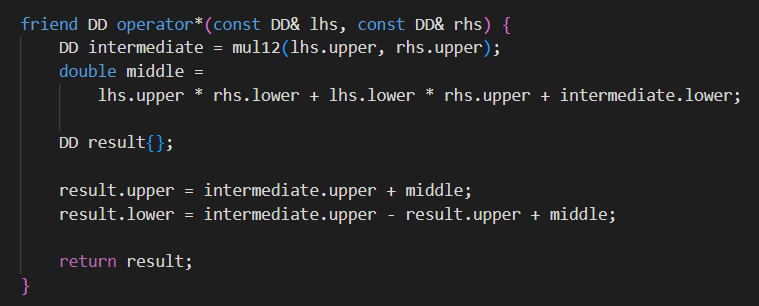 friend DD operator*(const DD& lhs, const DD& rhs) {
    DD intermediate = mul12(lhs.upper, rhs.upper);
    double middle =
        lhs.upper * rhs.lower + lhs.lower * rhs.upper + intermediate.lower;

    DD result{};

    result.upper = intermediate.upper + middle;
    result.lower = intermediate.upper - result.upper + middle;

    return result;
}